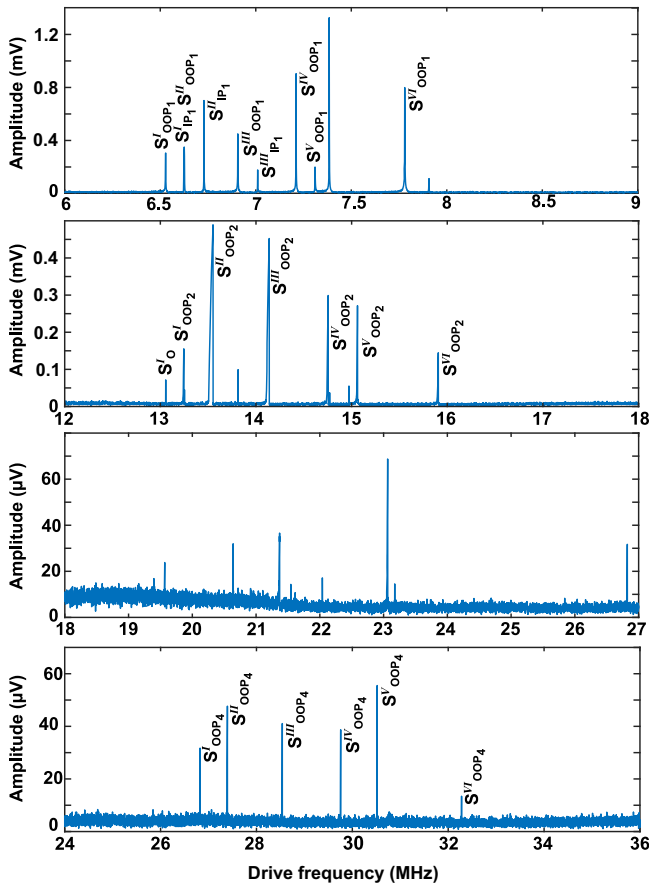 Amplitude (mV)
1.2
0.8
0.4
0
S^I_OOP1
S^I_IP1
S^II_OOP1
S^II_IP1
S^III_OOP1
S^III_IP1
S^IV_OOP1
S^V_OOP1
S^VI_OOP1
6 6.5 7 7.5 8 8.5 9
Amplitude (mV)
0.4
0.3
0.2
0.1
0
S^I_O
S^I_OOP2
S^II_OOP2
S^III_OOP2
S^IV_OOP2
S^V_OOP2
S^VI_OOP2
12 13 14 15 16 17 18
Amplitude (μV)
60
40
20
0
18 19 20 21 22 23 24 25 26 27
Amplitude (μV)
60
40
20
0
S^I_OOP4
S^II_OOP4
S^III_OOP4
S^IV_OOP4
S^V_OOP4
S^VI_OOP4
24 26 28 30 32 34 36
Drive frequency (MHz)